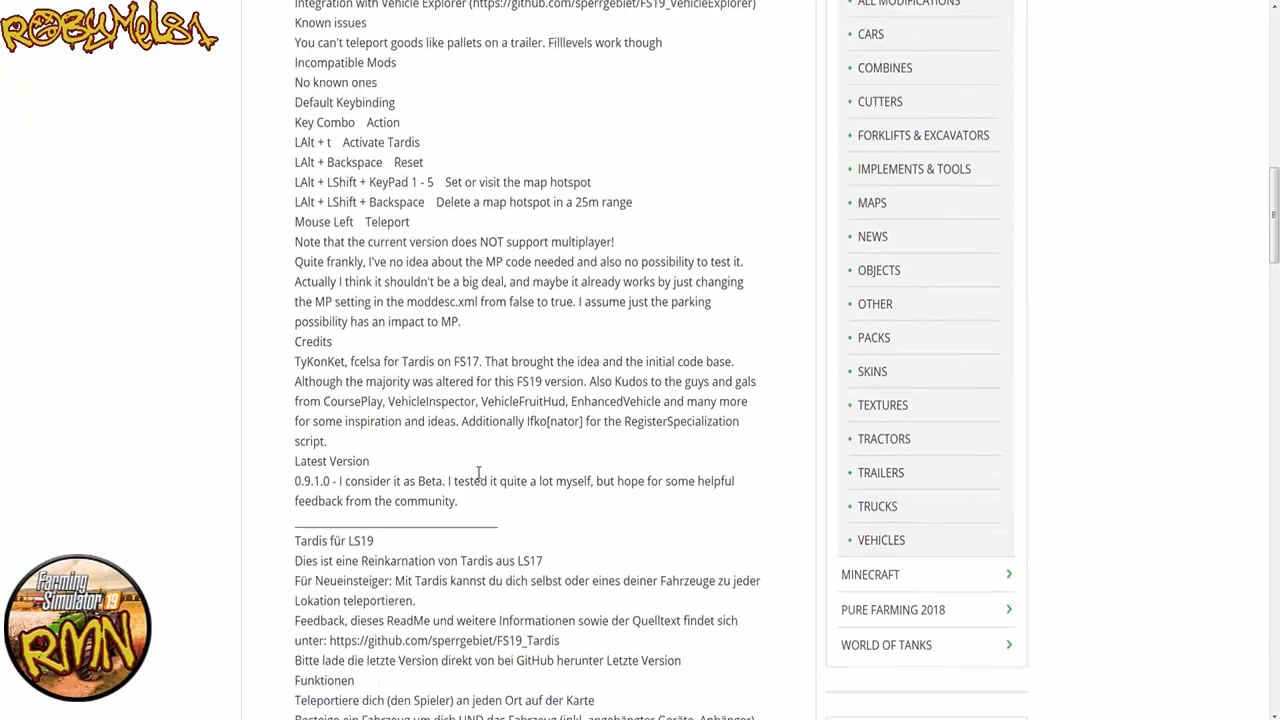 RobyMel81
Integration with Vehicle Explorer (https://github.com/sperrgebiet/FS19_VehicleExplorer)
Known issues
You can't teleport goods like pallets on a trailer. Filllevels work though
Incompatible Mods
No known ones
Default Keybinding
Key Combo Action
LAlt + t Activate Tardis
LAlt + Backspace Reset
LAlt + LShift + KeyPad 1 - 5 Set or visit the map hotspot
LAlt + LShift + Backspace Delete a map hotspot in a 25m range
Mouse Left Teleport
Note that the current version does NOT support multiplayer!
Quite frankly, I've no idea about the MP code needed and also no possibility to test it.
Actually I think it shouldn't be a big deal, and maybe it already works by just changing
the MP setting in the moddesc.xml from false to true. I assume just the parking
possibility has an impact to MP.
Credits
TyKonKet, fcelsa for Tardis on FS17. That brought the idea and the initial code base.
Although the majority was altered for this FS19 version. Also Kudos to the guys and gals
from CoursePlay, VehicleInspector, VehicleFruitHud, EnhancedVehicle and many more
for some inspiration and ideas. Additionally Ifko[nator] for the RegisterSpecialization
script.
Latest Version
0.9.1.0 - I consider it as Beta. I tested it quite a lot myself, but hope for some helpful
feedback from the community.
Tardis für LS19
Dies ist eine Reinkarnation von Tardis aus LS17
Für Neueinsteiger: Mit Tardis kannst du dich selbst oder eines deiner Fahrzeuge zu jeder
Lokation teleportieren.
Feedback, dieses ReadMe und weitere Informationen sowie der Quelltext findet sich
unter: https://github.com/sperrgebiet/FS19_Tardis
Bitte lade die letzte Version direkt von bei GitHub herunter Letzte Version
Funktionen
Teleportiere dich (den Spieler) an jeden Ort auf der Karte
Besteige ein Fahrzeug um dich UND das Fahrzeug (inkl. angehängter Geräte, Anhänger)
ALL MODIFICATIONS
CARS
COMBINES
CUTTERS
FORKLIFTS & EXCAVATORS
IMPLEMENTS & TOOLS
MAPS
NEWS
OBJECTS
OTHER
PACKS
SKINS
TEXTURES
TRACTORS
TRAILERS
TRUCKS
VEHICLES
MINECRAFT
PURE FARMING 2018
WORLD OF TANKS
Farming
Simulator 19
RMN